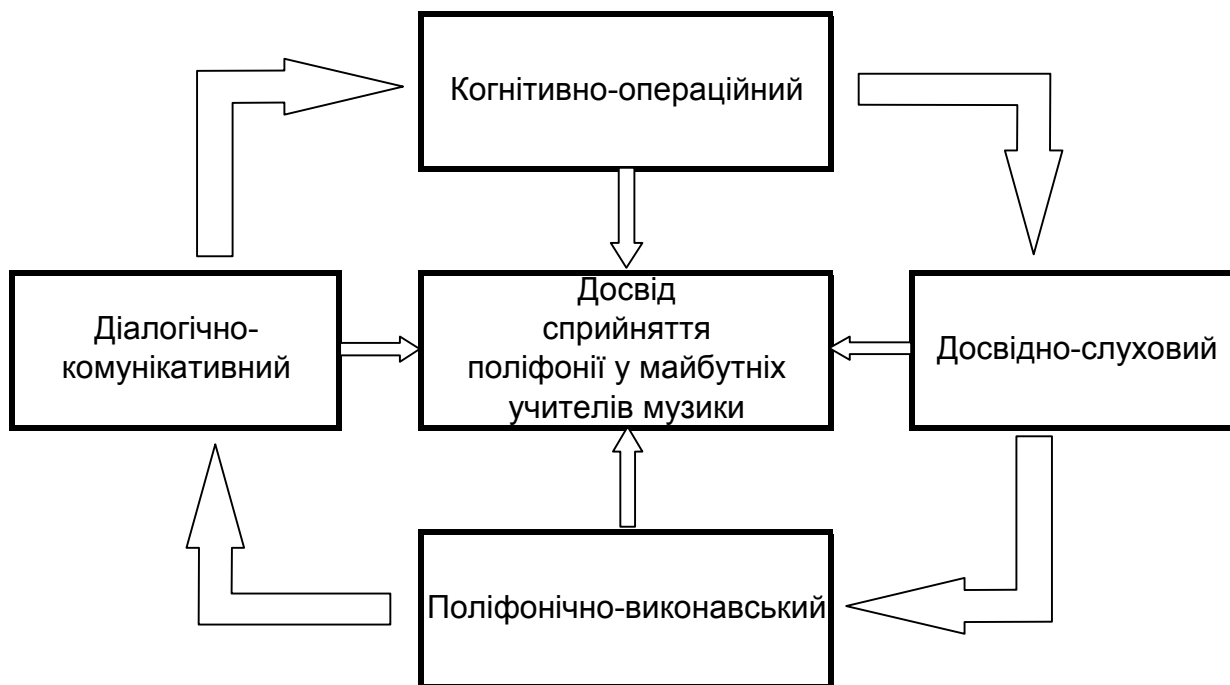 Когнітивно-операційний
Діалогічно-
комунікативний
Досвід
сприйняття
поліфонії у майбутніх
учителів музики
Досвідно-слуховий
Поліфонічно-виконавський